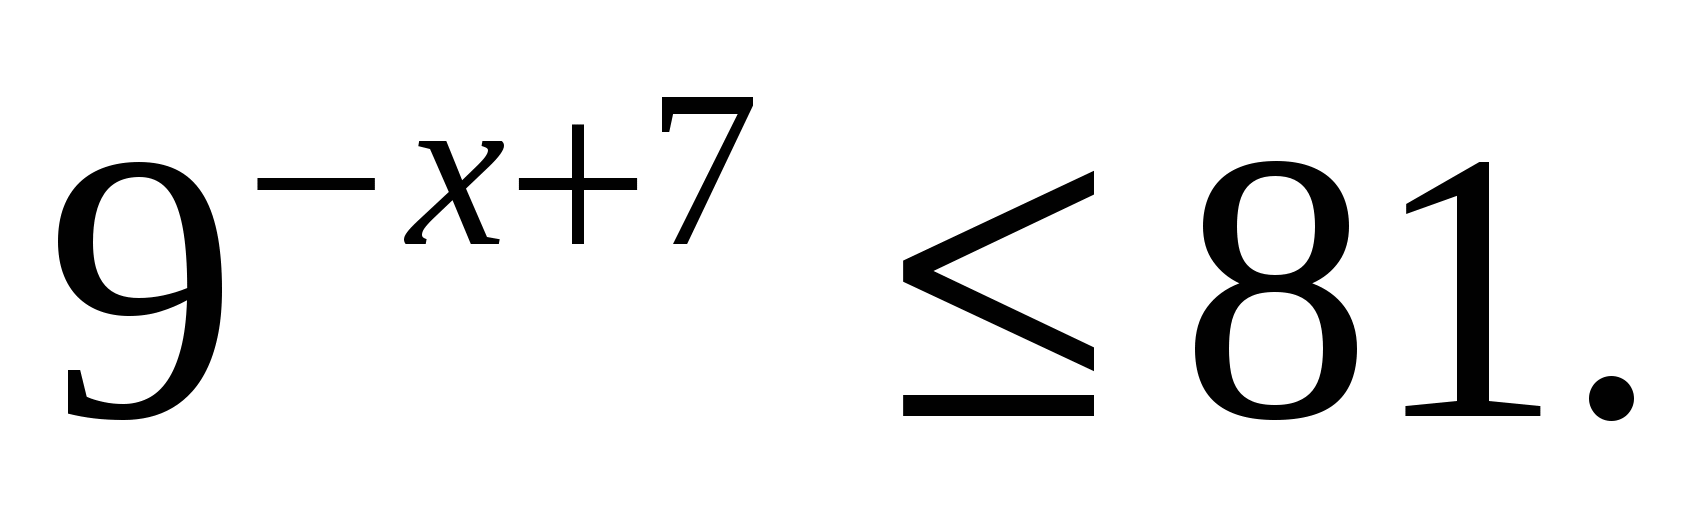 9^{-x+7} ≤ 81.